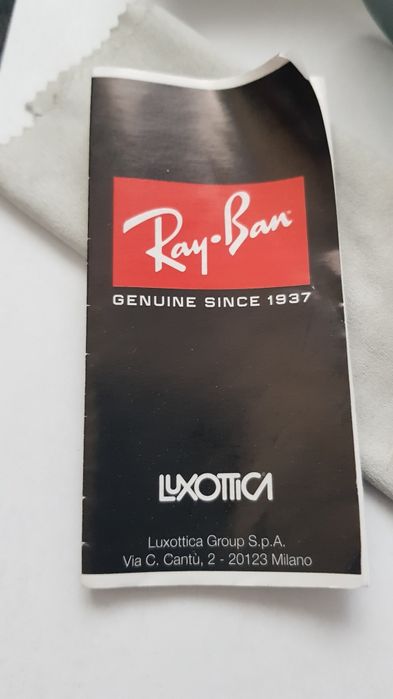 Ray-Ban
GENUINE SINCE 1937
LUXOTTICA
Luxottica Group S.p.A.
Via C. Cantù, 2 - 20123 Milano